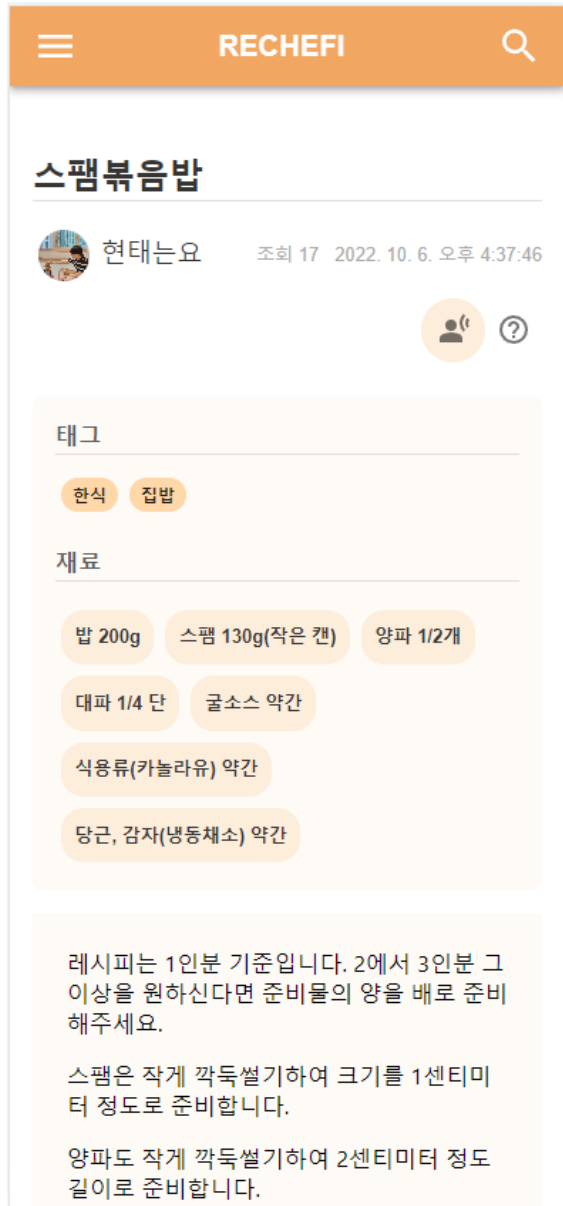 RECHEFI
스팸볶음밥
현태는요 조회 17 2022. 10. 6. 오후 4:37:46
태그
한식 집밥
재료
밥 200g 스팸 130g(작은 캔) 양파 1/2개
대파 1/4 단 굴소스 약간
식용류(카놀라유) 약간
당근, 감자(냉동채소) 약간
레시피는 1인분 기준입니다. 2에서 3인분 그
이상을 원하신다면 준비물의 양을 배로 준비
해주세요.
스팸은 작게 깍둑썰기하여 크기를 1센티미
터 정도로 준비합니다.
양파도 작게 깍둑썰기하여 2센티미터 정도
길이로 준비합니다.